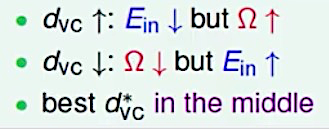 • d_VC ↑: E_in ↓ but Ω ↑
• d_VC ↓: Ω ↓ but E_in ↑
• best d*_VC in the middle